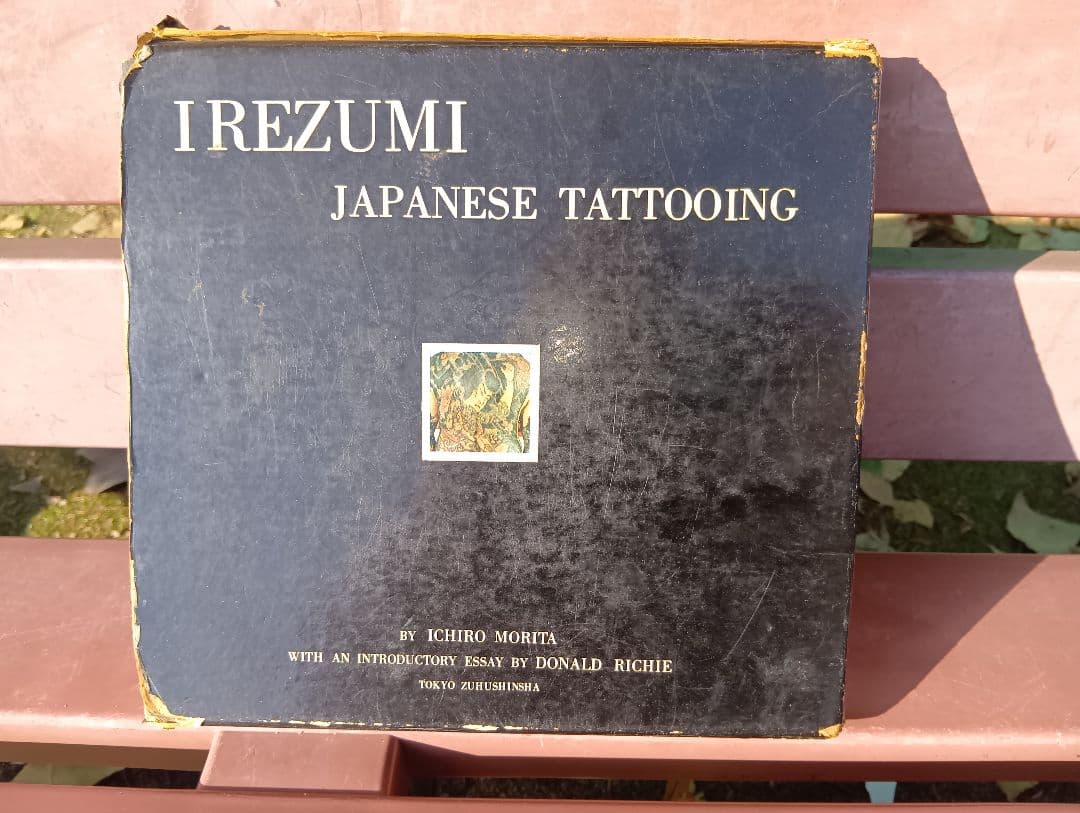 IREZUMI
JAPANESE TATTOOING
BY ICHIRO MORITA
WITH AN INTRODUCTORY ESSAY BY DONALD RICHIE
TOKYO ZUHUSHINSHA